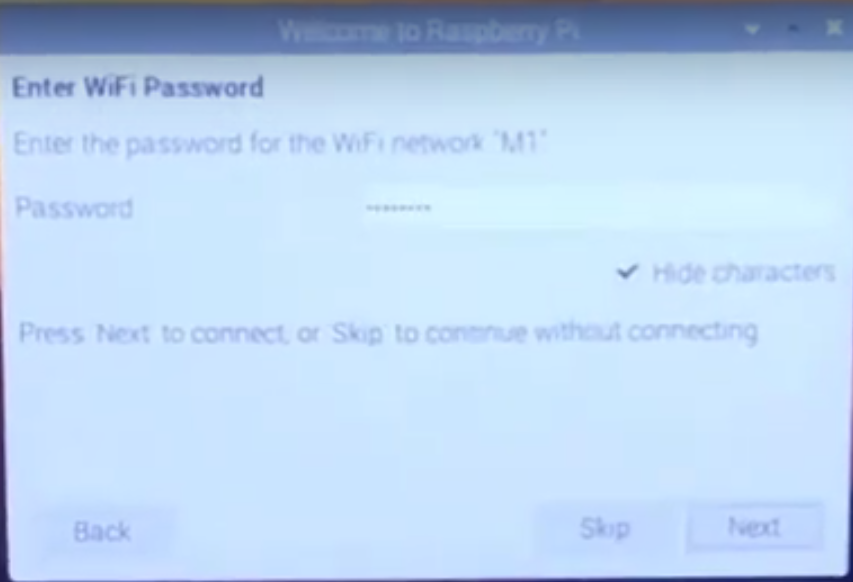 Welcome to Raspberry Pi
Enter WiFi Password
Enter the password for the WiFi network "M1"
Password
Hide characters
Press 'Next' to connect, or 'Skip' to continue without connecting
Back
Skip
Next